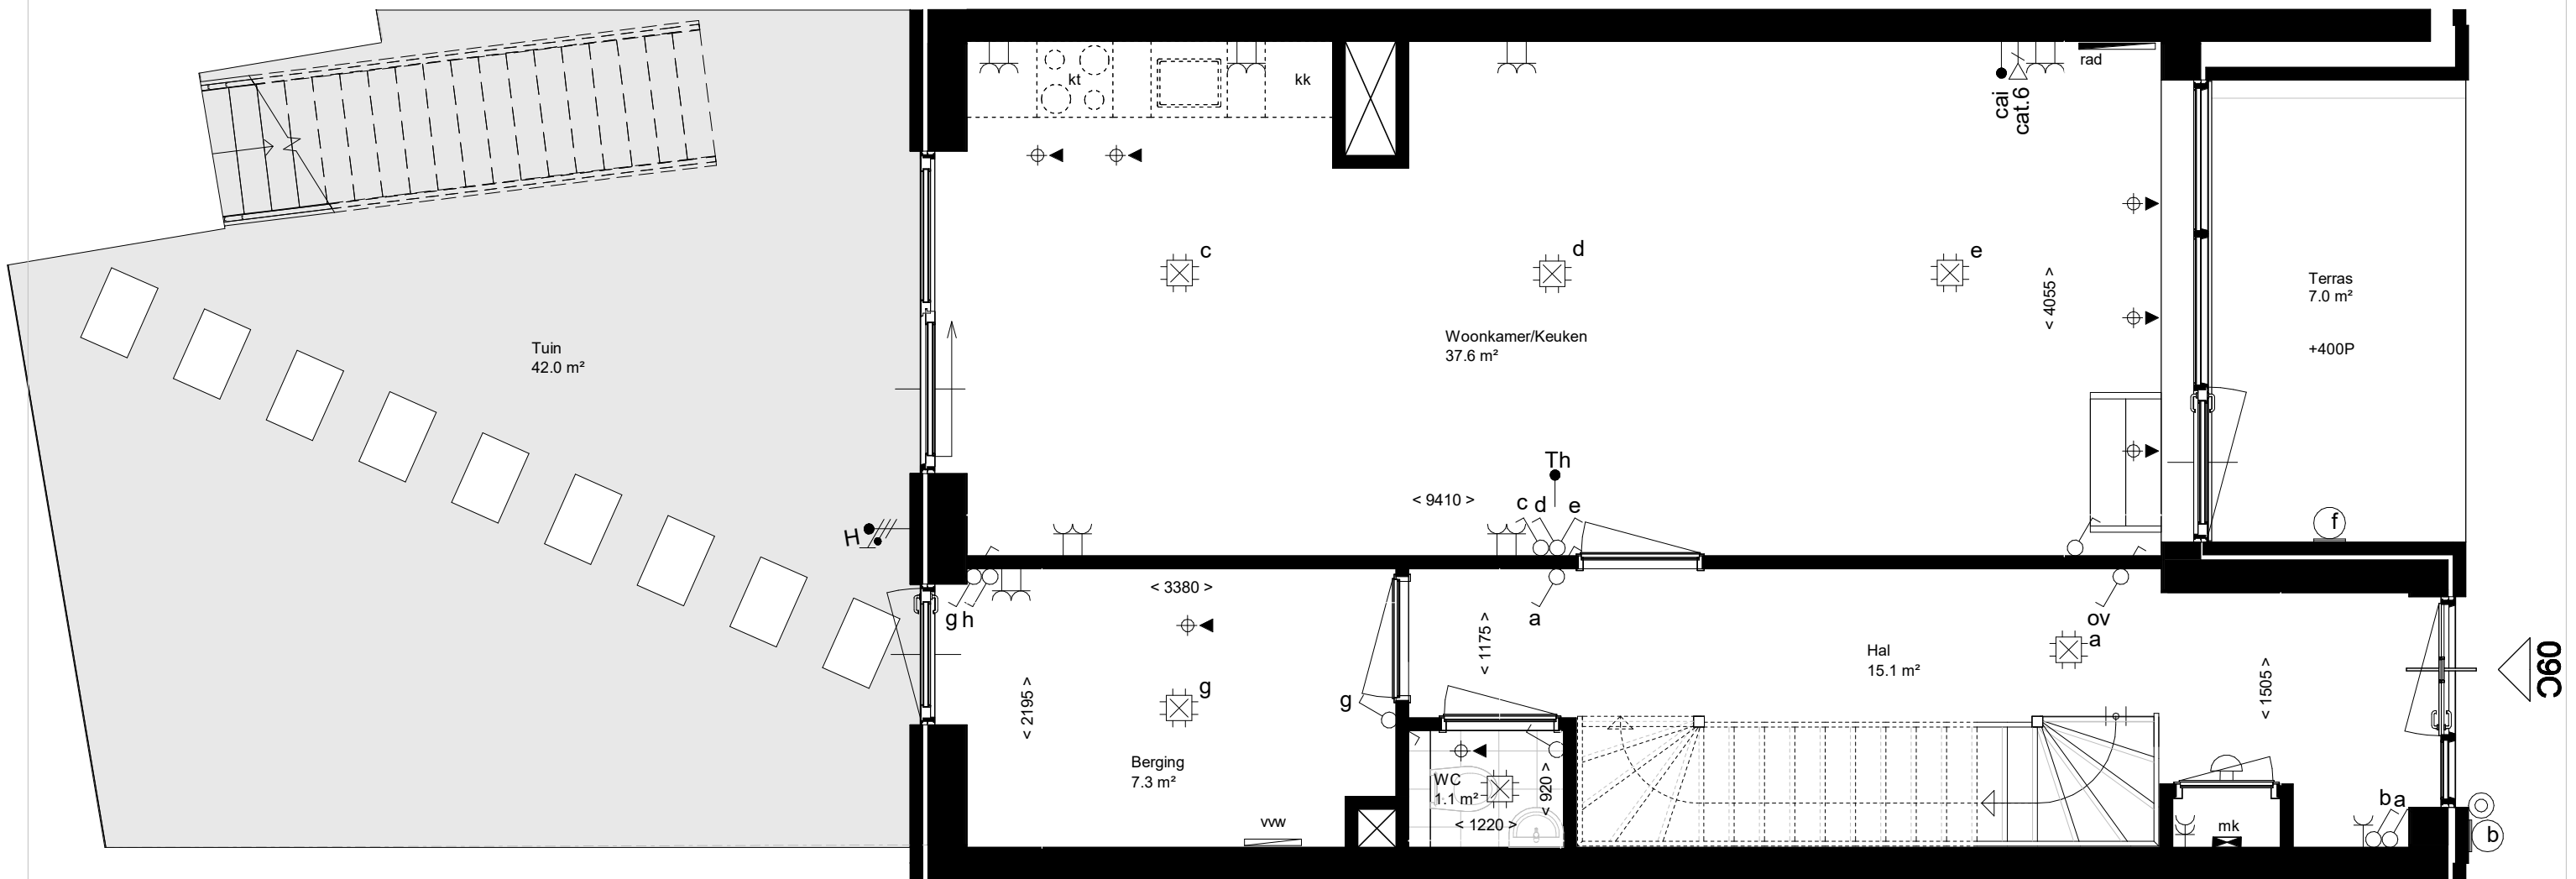 kt
kk
rad
cai
cat.6
c
d
e
< 4055 >
Terras
7.0 m²
+400P
Tuin
42.0 m²
Woonkamer/Keuken
37.6 m²
Th
< 9410 >
c d e
f
H
g h
< 3380 >
a
ov
a
< 1175 >
Hal
15.1 m²
< 1505 >
09C
< 2195 >
g
g
Berging
7.3 m²
WC
1.1 m²
< 920 >
< 1220 >
vvw
mk
b a
b